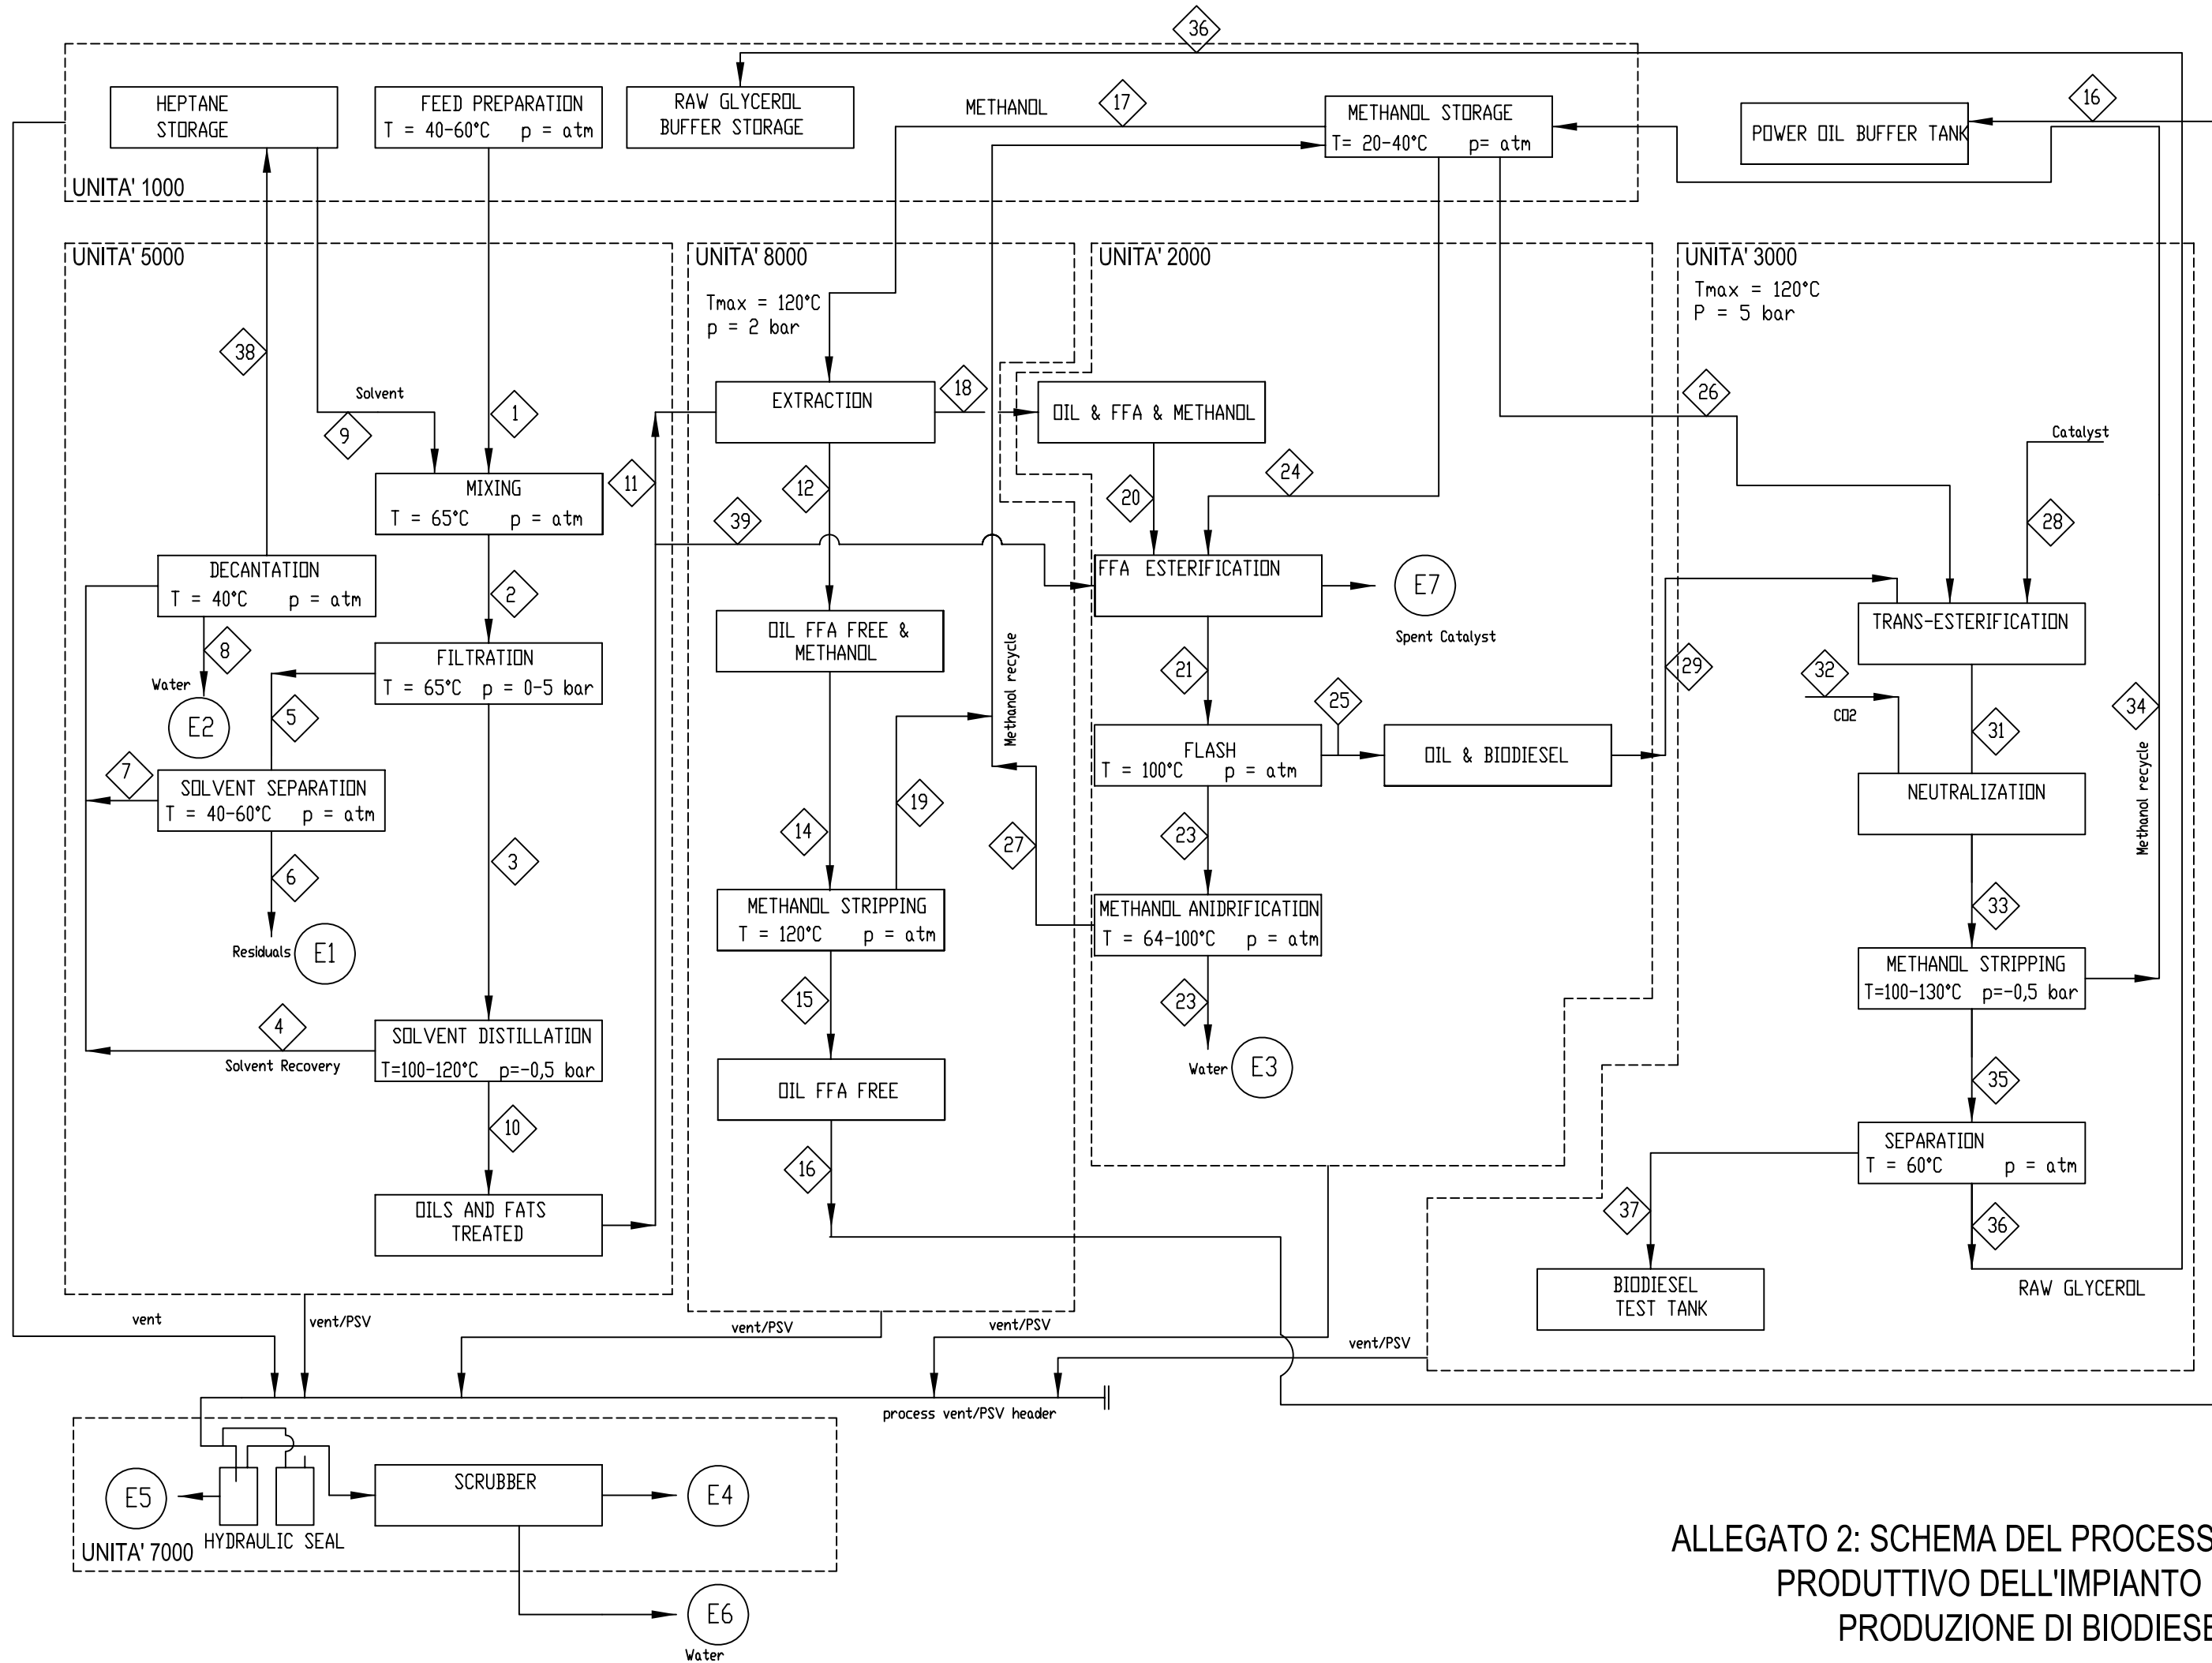 36
HEPTANE
STORAGE
FEED PREPARATION
T = 40-60°C p = atm
RAW GLYCEROL
BUFFER STORAGE
METHANOL
17
METHANOL STORAGE
T= 20-40°C p= atm
POWER OIL BUFFER TANK
16
UNITA' 1000
UNITA' 5000
UNITA' 8000
Tmax = 120°C
p = 2 bar
UNITA' 2000
UNITA' 3000
Tmax = 120°C
P = 5 bar
38
Solvent
9
1
11
MIXING
T = 65°C p = atm
DECANTATION
T = 40°C p = atm
2
8
Water
E2
FILTRATION
T = 65°C p = 0-5 bar
5
7
SOLVENT SEPARATION
T = 40-60°C p = atm
6
Residuals
E1
3
4
Solvent Recovery
SOLVENT DISTILLATION
T=100-120°C p=-0,5 bar
10
OILS AND FATS
TREATED
EXTRACTION
18
12
39
OIL FFA FREE &
METHANOL
14
19
METHANOL STRIPPING
T = 120°C p = atm
15
OIL FFA FREE
16
Methanol recycle
27
OIL & FFA & METHANOL
20
24
FFA ESTERIFICATION
E7
Spent Catalyst
21
25
FLASH
T = 100°C p = atm
OIL & BIODIESEL
23
METHANOL ANIDRIFICATION
T = 64-100°C p = atm
23
Water
E3
26
Catalyst
28
29
TRANS-ESTERIFICATION
32
CO2
31
34
Methanol recycle
NEUTRALIZATION
33
METHANOL STRIPPING
T=100-130°C p=-0,5 bar
35
SEPARATION
T = 60°C p = atm
37
36
BIODIESEL
TEST TANK
RAW GLYCEROL
vent
vent/PSV
vent/PSV
vent/PSV
vent/PSV
process vent/PSV header
E5
HYDRAULIC SEAL
UNITA' 7000
SCRUBBER
E4
E6
Water
ALLEGATO 2: SCHEMA DEL PROCESS
PRODUTTIVO DELL'IMPIANTO
PRODUZIONE DI BIODIESE